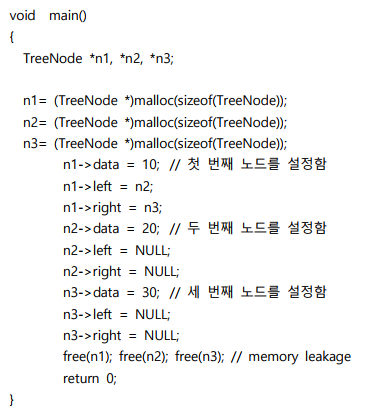 void main()
{
TreeNode *n1, *n2, *n3;
n1= (TreeNode *)malloc(sizeof(TreeNode));
n2= (TreeNode *)malloc(sizeof(TreeNode));
n3= (TreeNode *)malloc(sizeof(TreeNode));
n1->data = 10; // 첫 번째 노드를 설정함
n1->left = n2;
n1->right = n3;
n2->data = 20; // 두 번째 노드를 설정함
n2->left = NULL;
n2->right = NULL;
n3->data = 30; // 세 번째 노드를 설정함
n3->left = NULL;
n3->right = NULL;
free(n1); free(n2); free(n3); // memory leakage
return 0;
}